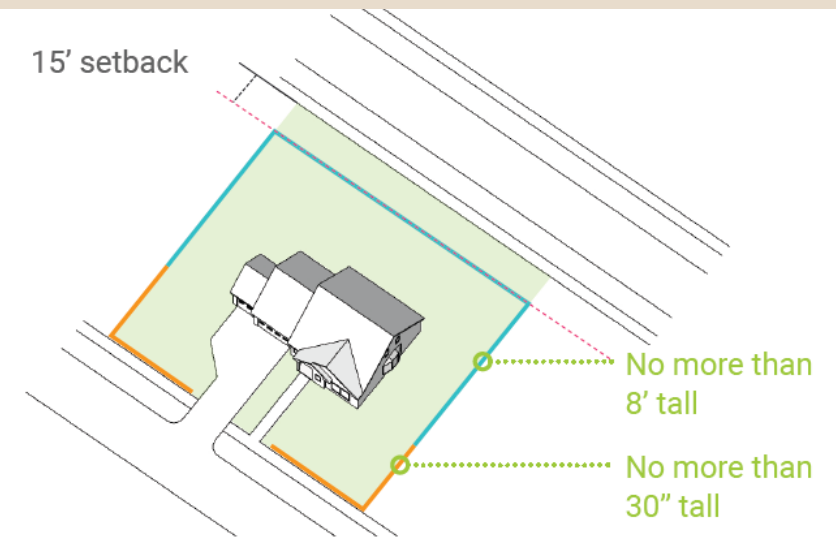 15’ setback
No more than
8’ tall
No more than
30” tall